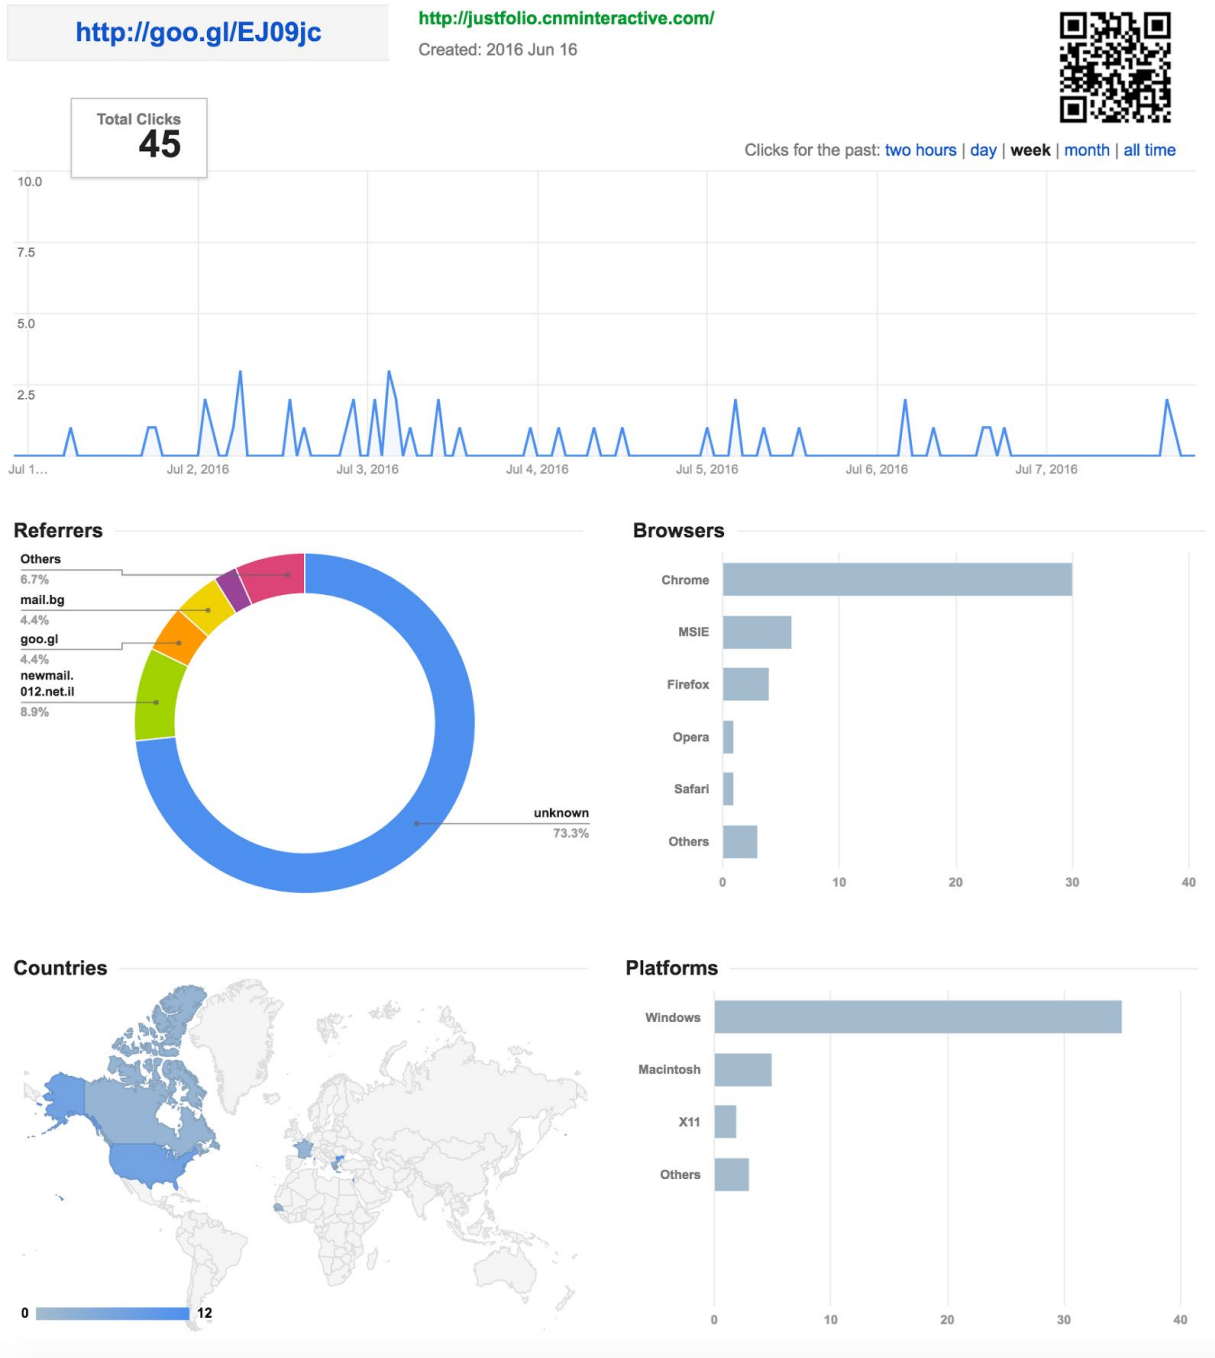 http://goo.gl/EJ09jc
http://justfolio.cnminteractive.com/
Created: 2016 Jun 16
Total Clicks
45
Clicks for the past: two hours | day | week | month | all time
10.0
7.5
5.0
2.5
Jul 1... Jul 2, 2016 Jul 3, 2016 Jul 4, 2016 Jul 5, 2016 Jul 6, 2016 Jul 7, 2016
Referrers
Others
6.7%
mail.bg
4.4%
goo.gl
4.4%
newmail.
012.net.il
8.9%
unknown
73.3%
Browsers
Chrome
MSIE
Firefox
Opera
Safari
Others
0 10 20 30 40
Countries
0 12
Platforms
Windows
Macintosh
X11
Others
0 10 20 30 40